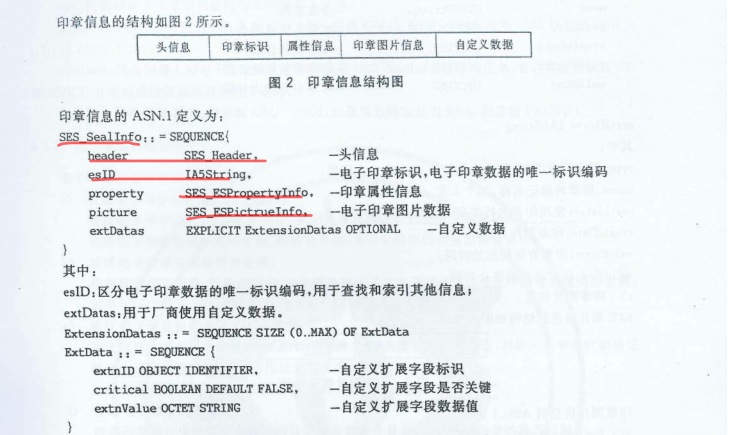 印章信息的结构如图 2 所示。
头信息 印章标识 属性信息 印章图片信息 自定义数据
图 2 印章信息结构图
印章信息的 ASN.1 定义为:
SES_SealInfo::=SEQUENCE{
header SES_Header, —头信息
esID IA5String, —电子印章标识,电子印章数据的唯一标识编码
property SES_ESPropertyInfo, —印章属性信息
picture SES_ESPictrueInfo, —电子印章图片数据
extDatas EXPLICIT ExtensionDatas OPTIONAL —自定义数据
}
其中:
esID:区分电子印章数据的唯一标识编码,用于查找和索引其他信息;
extDatas:用于厂商使用自定义数据。
ExtensionDatas ::= SEQUENCE SIZE (0..MAX) OF ExtData
ExtData ::= SEQUENCE {
extnID OBJECT IDENTIFIER, —自定义扩展字段标识
critical BOOLEAN DEFAULT FALSE, —自定义扩展字段是否关键
extnValue OCTET STRING —自定义扩展字段数据值
}